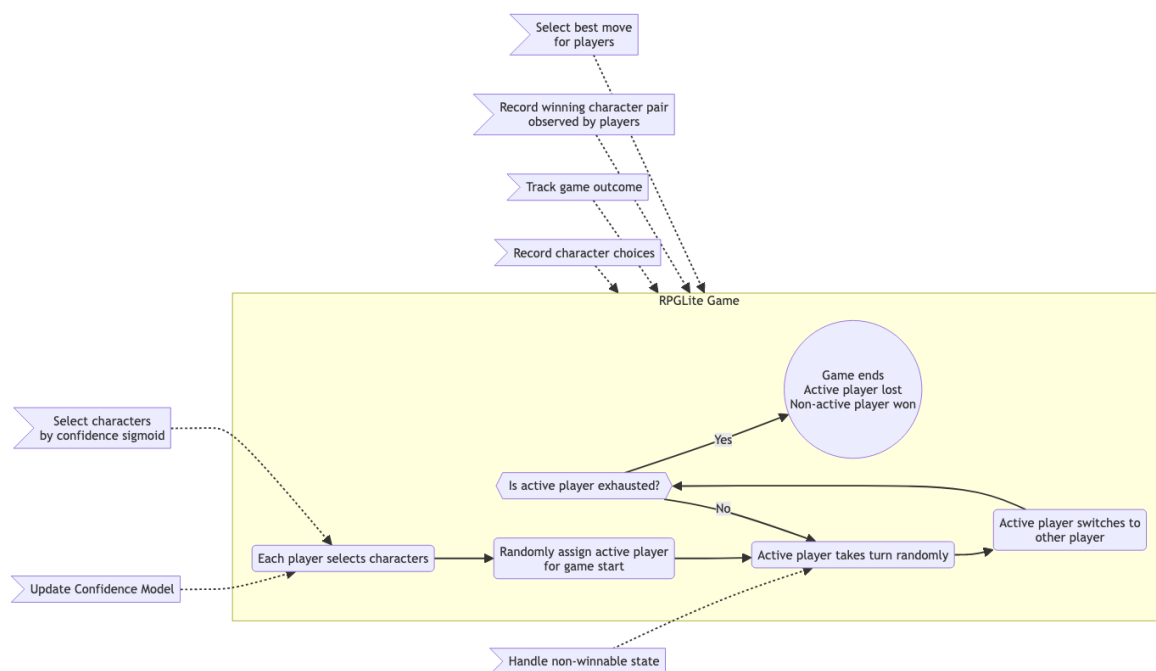 Select best move
for players
Record winning character pair
observed by players
Track game outcome
Record character choices
RPGLite Game
Game ends
Active player lost
Non-active player won
Select characters
by confidence sigmoid
Yes
Is active player exhausted?
No
Active player switches to
other player
Each player selects characters
Randomly assign active player
for game start
Active player takes turn randomly
Update Confidence Model
Handle non-winnable state